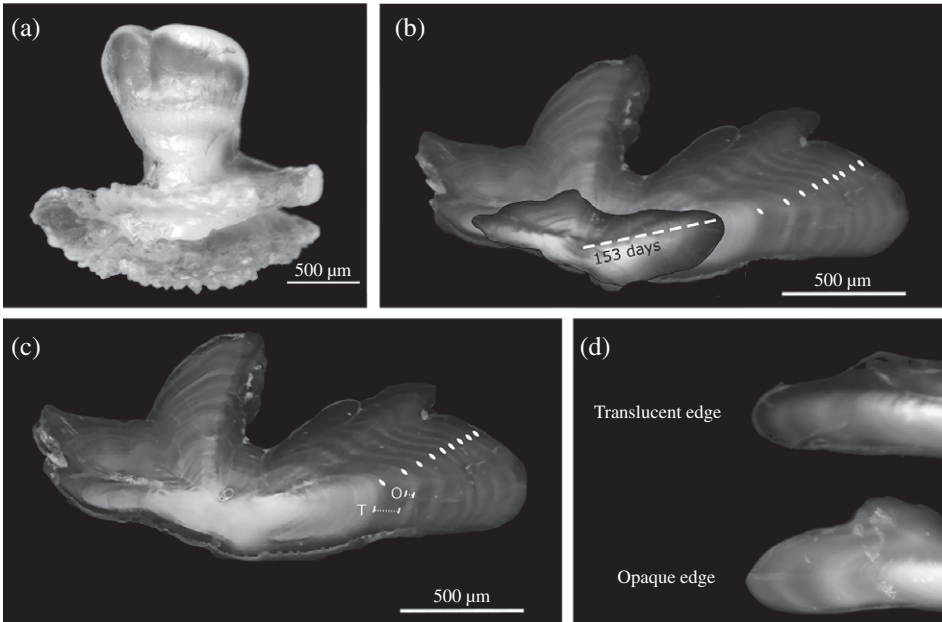 (a)
500 µm
(b)
153 days
500 µm
(c)
O
T
500 µm
(d)
Translucent edge
Opaque edge